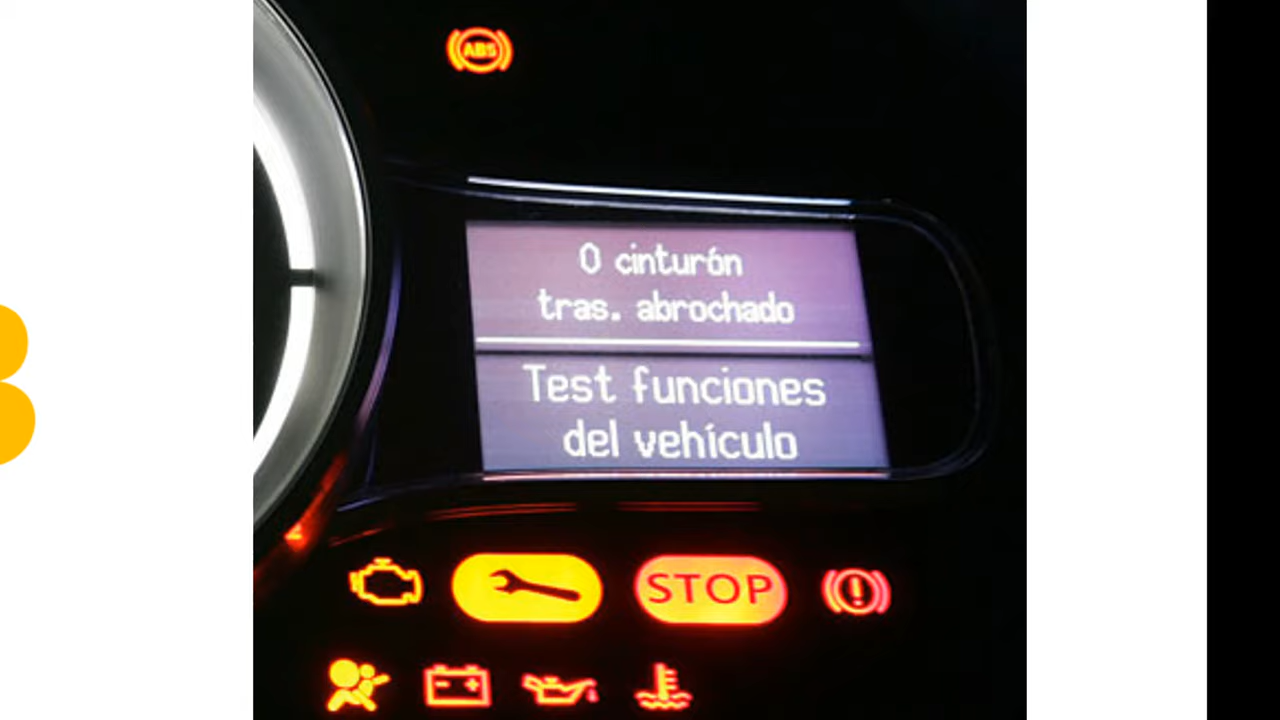 ABS
0 cinturón
tras. abrochado
Test funciones
del vehículo
STOP